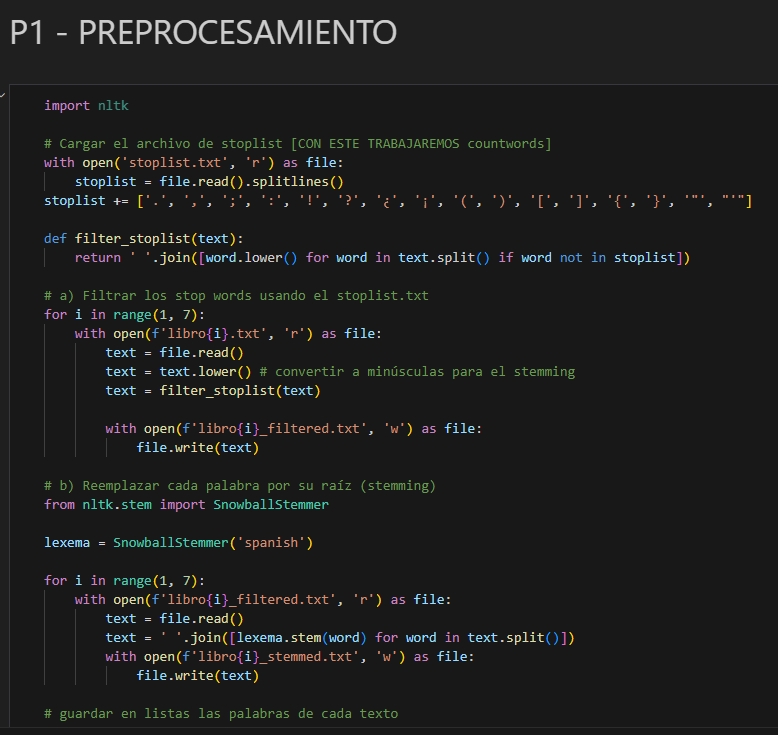 P1 - PREPROCESAMIENTO
import nltk
# Cargar el archivo de stoplist [CON ESTE TRABAJAREMOS countwords]
with open('stoplist.txt', 'r') as file:
    stoplist = file.read().splitlines()
stoplist += ['.', ',', ';', ':', '!', '?', '¿', '¡', '(', ')', '[', ']', '{', '}', '"', "'"]
def filter_stoplist(text):
    return ' '.join([word.lower() for word in text.split() if word not in stoplist])
# a) Filtrar los stop words usando el stoplist.txt
for i in range(1, 7):
    with open(f'libro{i}.txt', 'r') as file:
        text = file.read()
        text = text.lower() # convertir a minúsculas para el stemming
        text = filter_stoplist(text)
        with open(f'libro{i}_filtered.txt', 'w') as file:
            file.write(text)
# b) Reemplazar cada palabra por su raíz (stemming)
from nltk.stem import SnowballStemmer
lexema = SnowballStemmer('spanish')
for i in range(1, 7):
    with open(f'libro{i}_filtered.txt', 'r') as file:
        text = file.read()
        text = ' '.join([lexema.stem(word) for word in text.split()])
        with open(f'libro{i}_stemmed.txt', 'w') as file:
            file.write(text)
# guardar en listas las palabras de cada texto